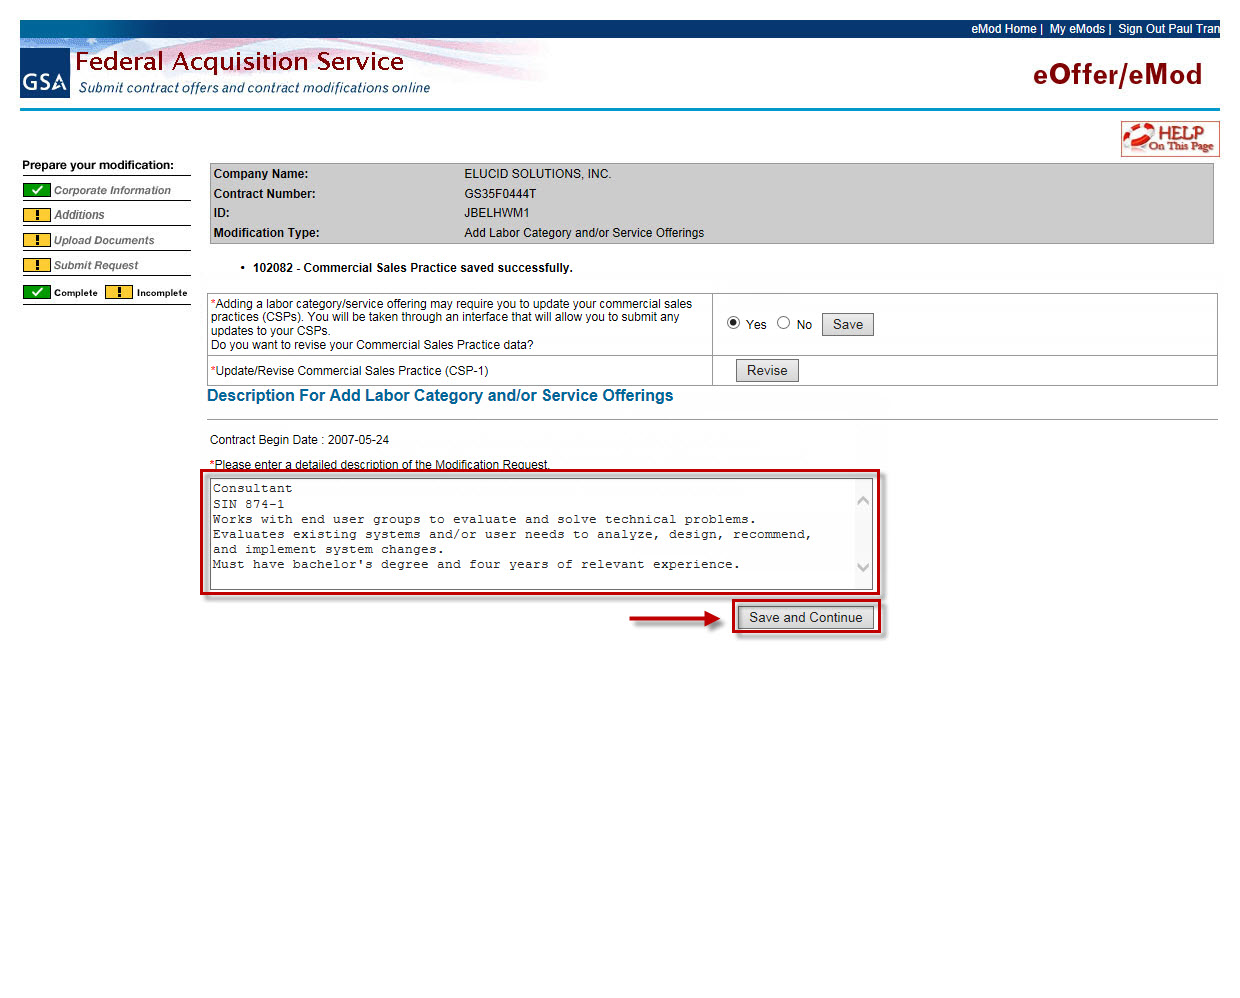 eMod Home | My eMods | Sign Out Paul Tran
GSA
Federal Acquisition Service
Submit contract offers and contract modifications online
eOffer/eMod
HELP
On This Page
Prepare your modification:
Corporate Information
Additions
Upload Documents
Submit Request
Complete ! Incomplete
Company Name: ELUCID SOLUTIONS, INC.
Contract Number: GS35F0444T
ID: JBELHWM1
Modification Type: Add Labor Category and/or Service Offerings
• 102082 - Commercial Sales Practice saved successfully.
*Adding a labor category/service offering may require you to update your commercial sales
practices (CSPs). You will be taken through an interface that will allow you to submit any
updates to your CSPs.
Do you want to revise your Commercial Sales Practice data?
Yes No Save
*Update/Revise Commercial Sales Practice (CSP-1) Revise
Description For Add Labor Category and/or Service Offerings
Contract Begin Date : 2007-05-24
*Please enter a detailed description of the Modification Request.
Consultant
SIN 874-1
Works with end user groups to evaluate and solve technical problems.
Evaluates existing systems and/or user needs to analyze, design, recommend,
and implement system changes.
Must have bachelor's degree and four years of relevant experience.
Save and Continue